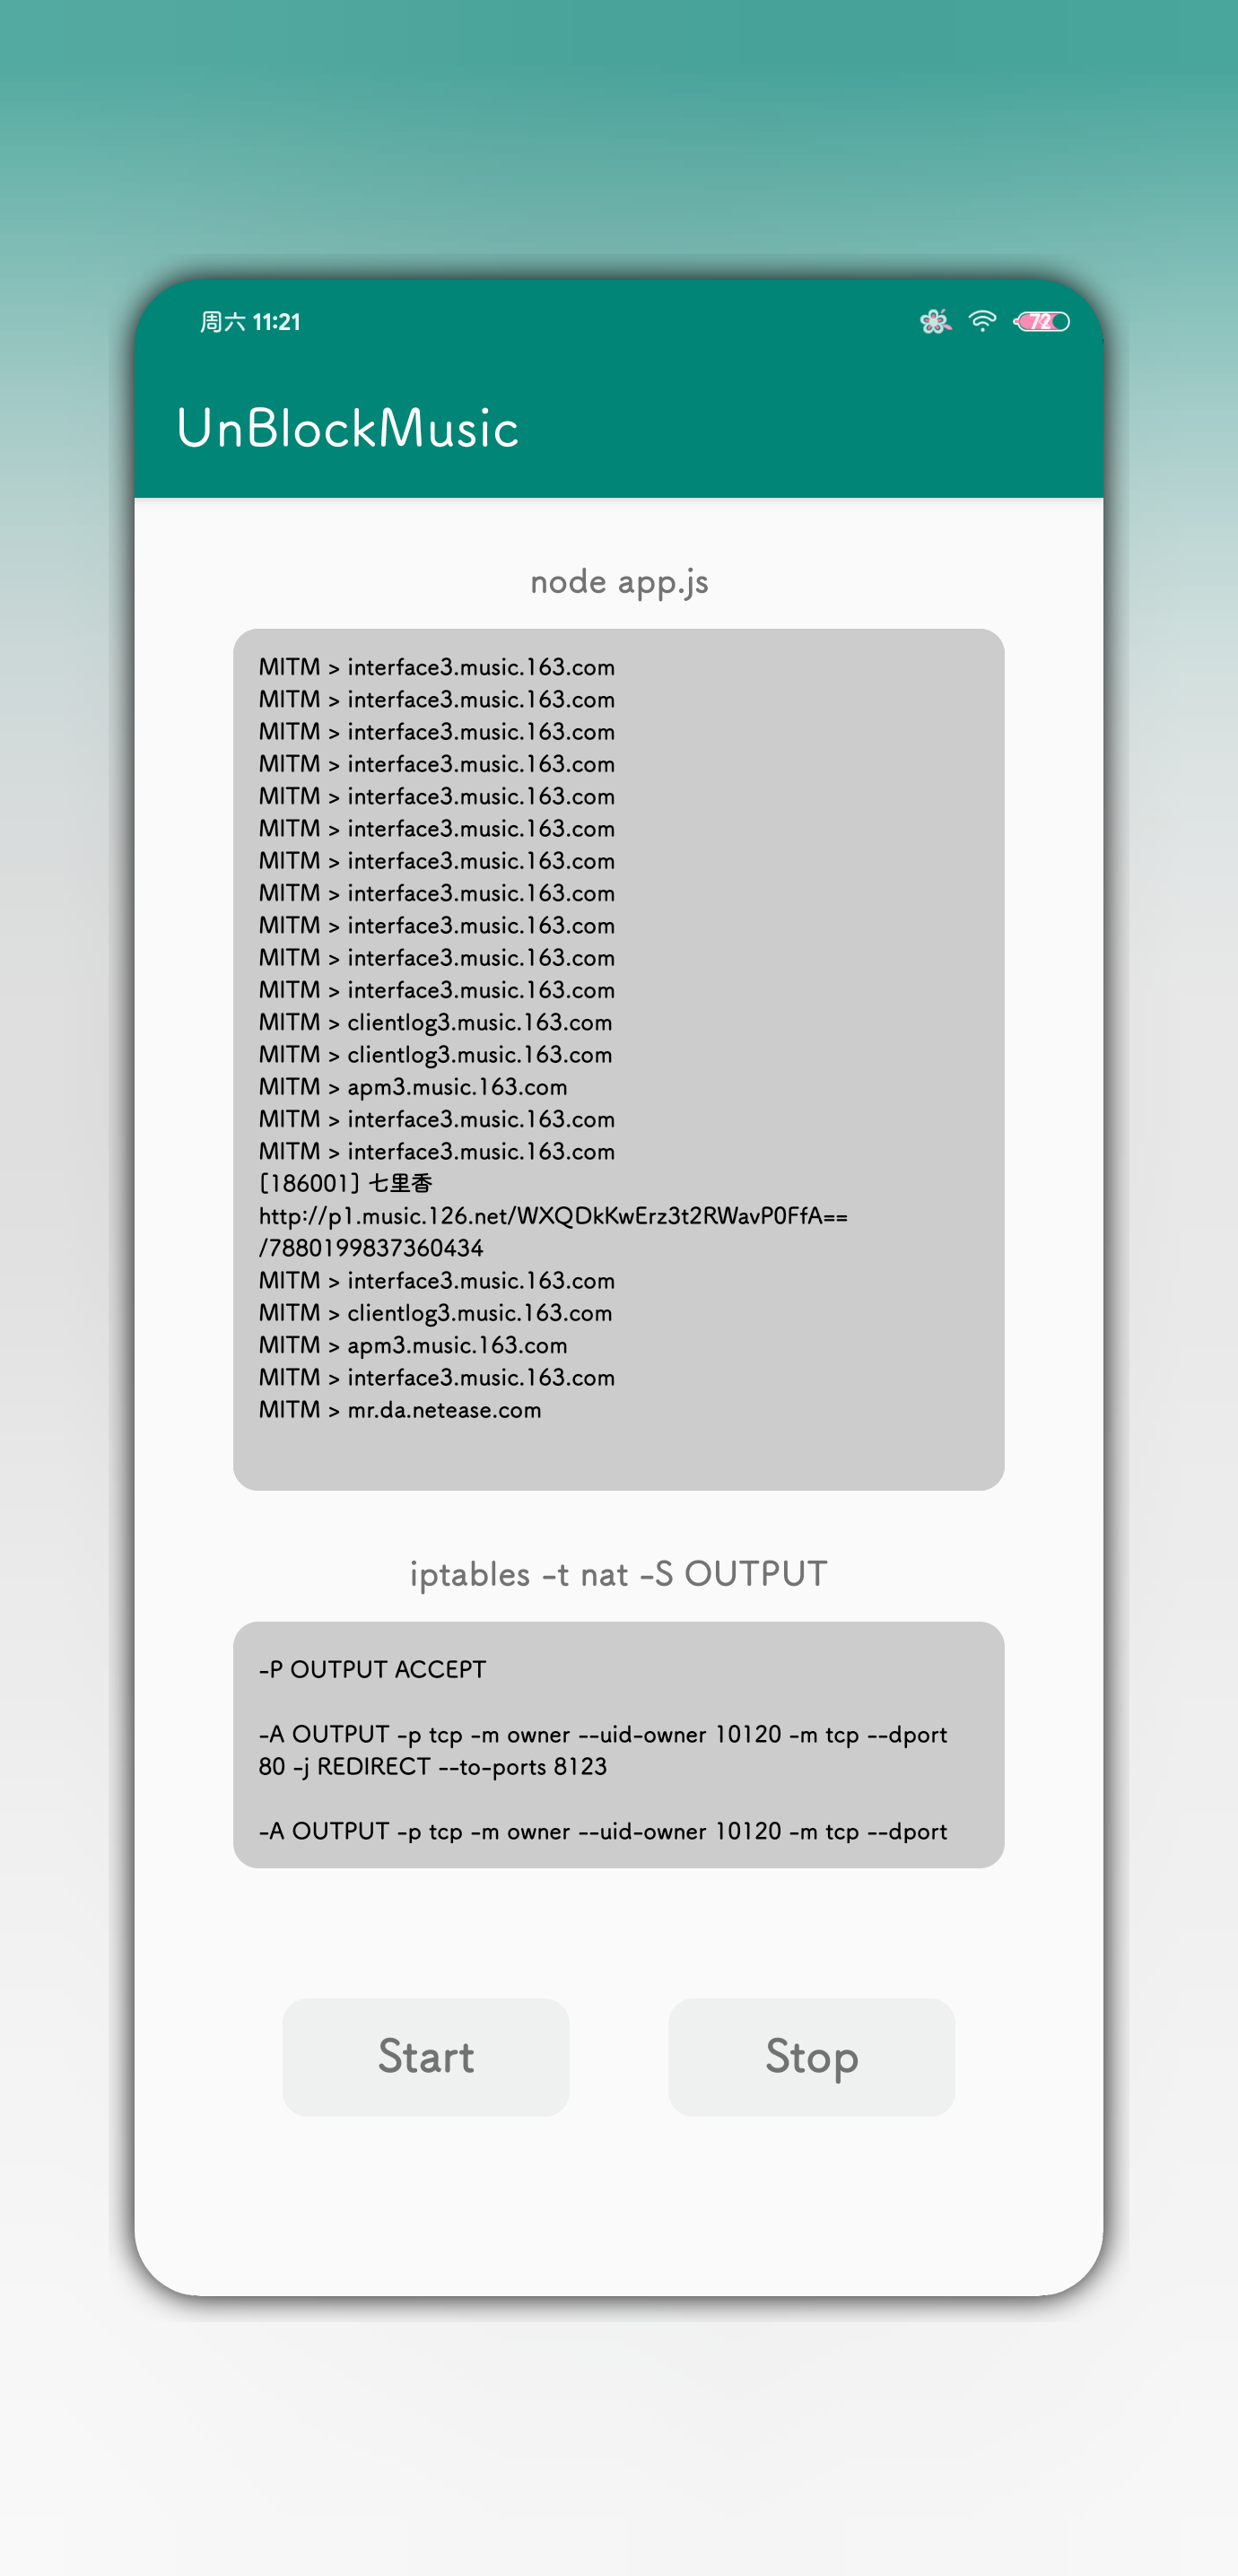 周六 11:21
72
UnBlockMusic
node app.js
MITM > interface3.music.163.com
MITM > interface3.music.163.com
MITM > interface3.music.163.com
MITM > interface3.music.163.com
MITM > interface3.music.163.com
MITM > interface3.music.163.com
MITM > interface3.music.163.com
MITM > interface3.music.163.com
MITM > interface3.music.163.com
MITM > interface3.music.163.com
MITM > interface3.music.163.com
MITM > clientlog3.music.163.com
MITM > clientlog3.music.163.com
MITM > apm3.music.163.com
MITM > interface3.music.163.com
MITM > interface3.music.163.com
[186001] 七里香
http://p1.music.126.net/WXQDkKwErz3t2RWavP0FfA==
/7880199837360434
MITM > interface3.music.163.com
MITM > clientlog3.music.163.com
MITM > apm3.music.163.com
MITM > interface3.music.163.com
MITM > mr.da.netease.com
iptables -t nat -S OUTPUT
-P OUTPUT ACCEPT
-A OUTPUT -p tcp -m owner --uid-owner 10120 -m tcp --dport
80 -j REDIRECT --to-ports 8123
-A OUTPUT -p tcp -m owner --uid-owner 10120 -m tcp --dport
Start
Stop